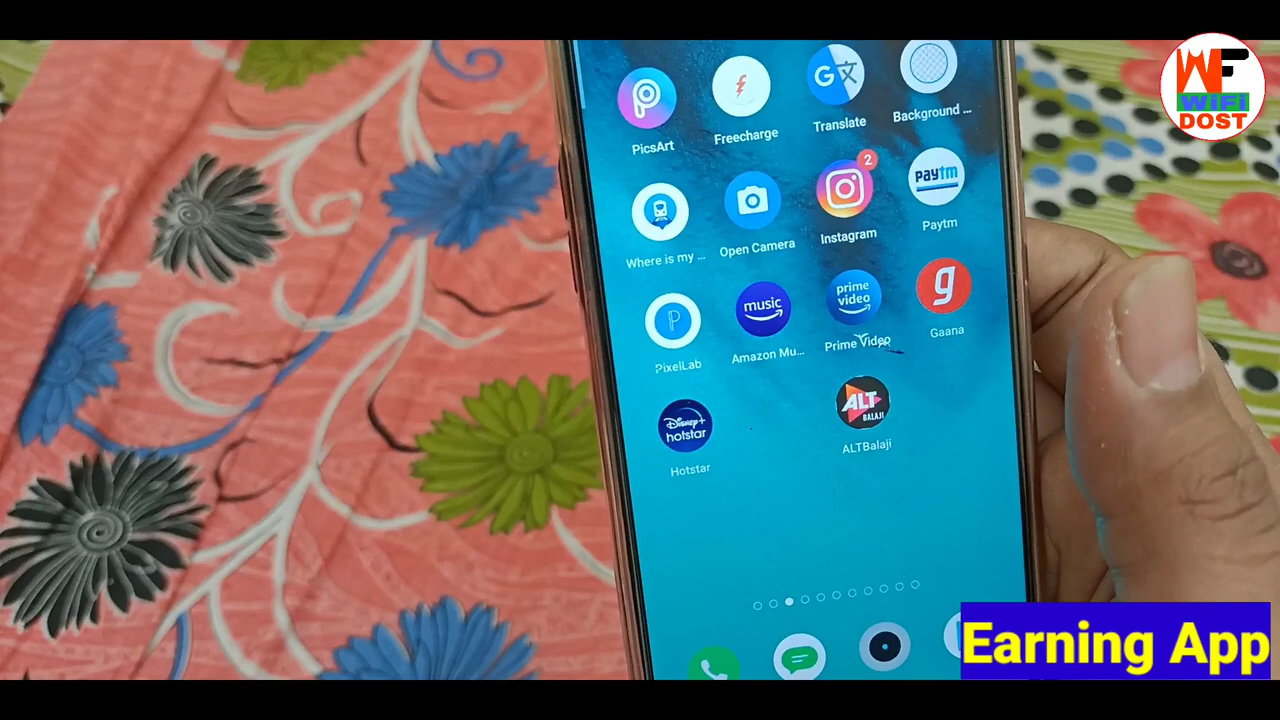 WF
WiFi
DOST
PicsArt
Freecharge
Translate
Background ...
Where is my ...
Open Camera
2
Instagram
paytm
Paytm
PixelLab
music
Amazon Mu...
prime
video
Prime Video
g
Gaana
Disney+
hotstar
Hotstar
ALT
BALAJI
ALTBalaji
Earning App